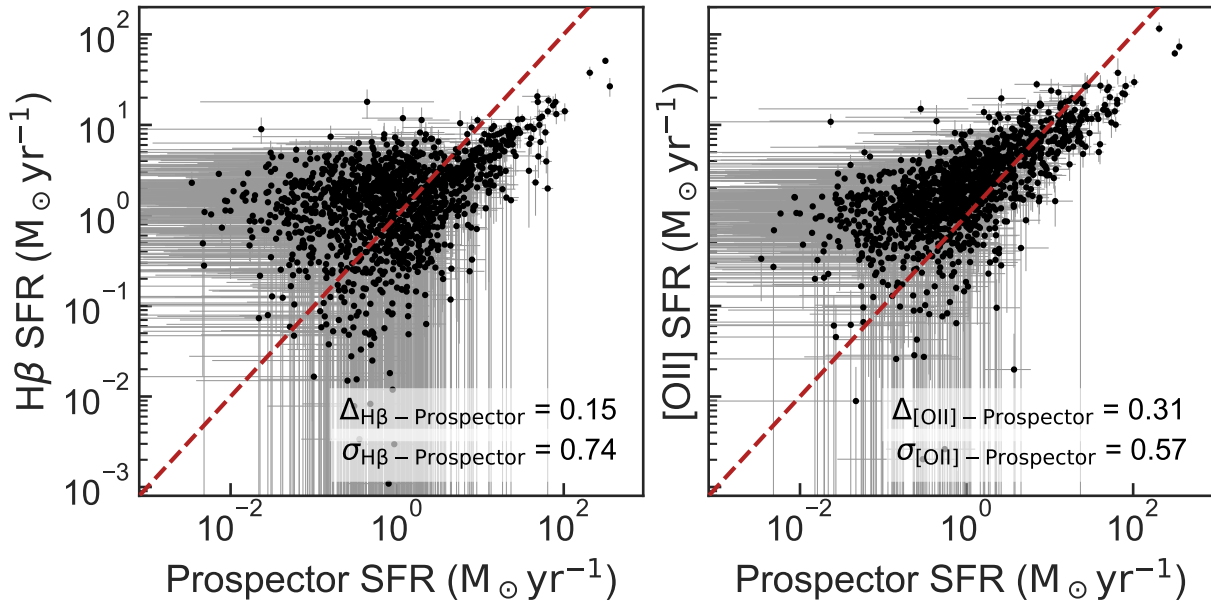 10²
10¹
10⁰
10⁻¹
10⁻²
10⁻³
Hβ SFR (M⊙ yr⁻¹)
Δ_Hβ – Prospector = 0.15
σ_Hβ – Prospector = 0.74
10⁻² 10⁰ 10²
Prospector SFR (M⊙ yr⁻¹)
[OII] SFR (M⊙ yr⁻¹)
Δ_[OII] – Prospector = 0.31
σ_[OII] – Prospector = 0.57
10⁻² 10⁰ 10²
Prospector SFR (M⊙ yr⁻¹)